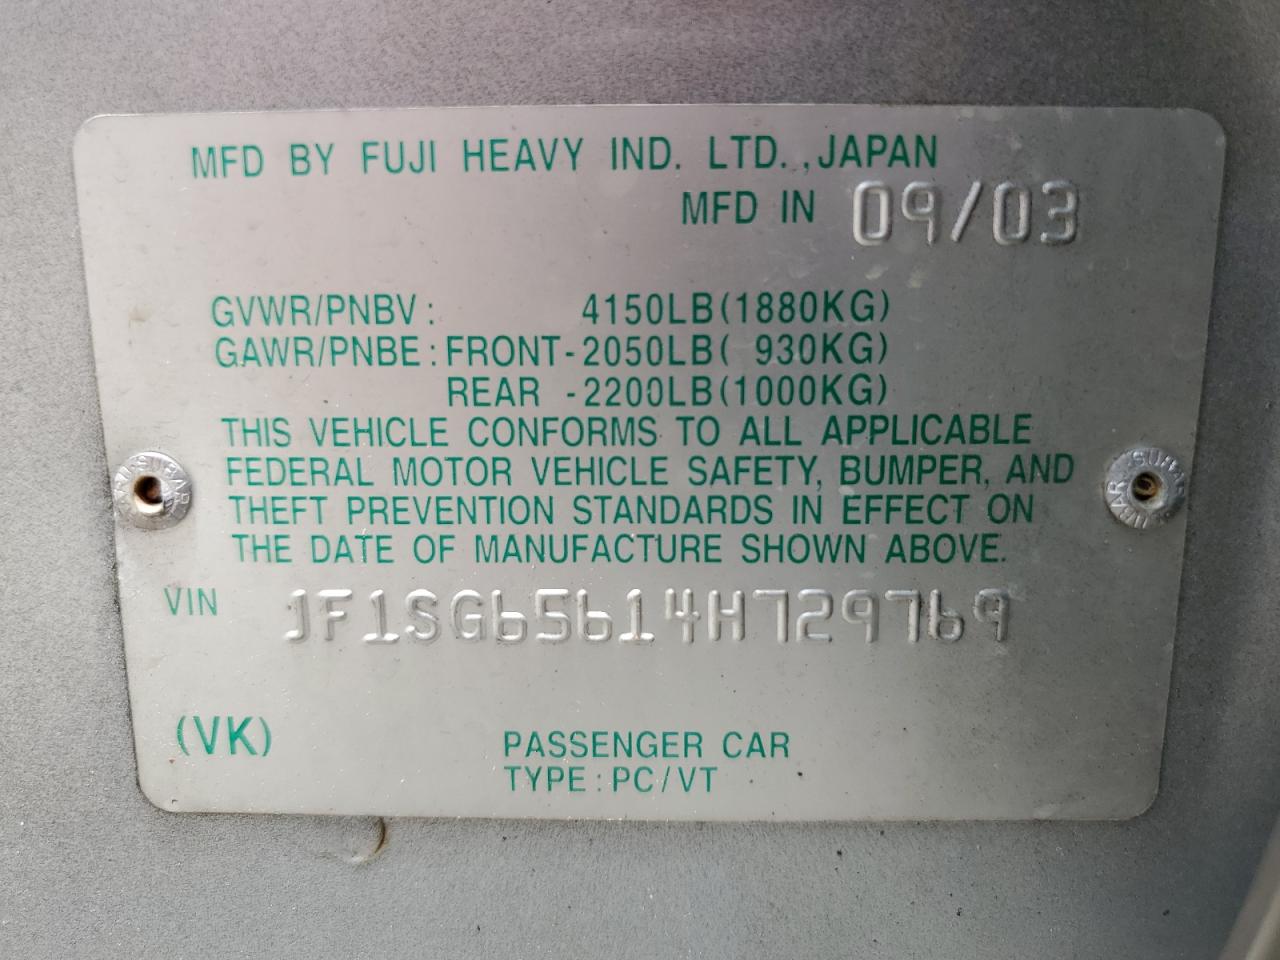 MFD BY FUJI HEAVY IND. LTD., JAPAN
MFD IN 09/03
GVWR/PNBV: 4150LB(1880KG)
GAWR/PNBE: FRONT-2050LB( 930KG)
REAR -2200LB(1000KG)
THIS VEHICLE CONFORMS TO ALL APPLICABLE
FEDERAL MOTOR VEHICLE SAFETY, BUMPER, AND
THEFT PREVENTION STANDARDS IN EFFECT ON
THE DATE OF MANUFACTURE SHOWN ABOVE.
VIN JF1SG65614H729769
(VK) PASSENGER CAR
TYPE: PC/VT
SUBARU
SUBARU